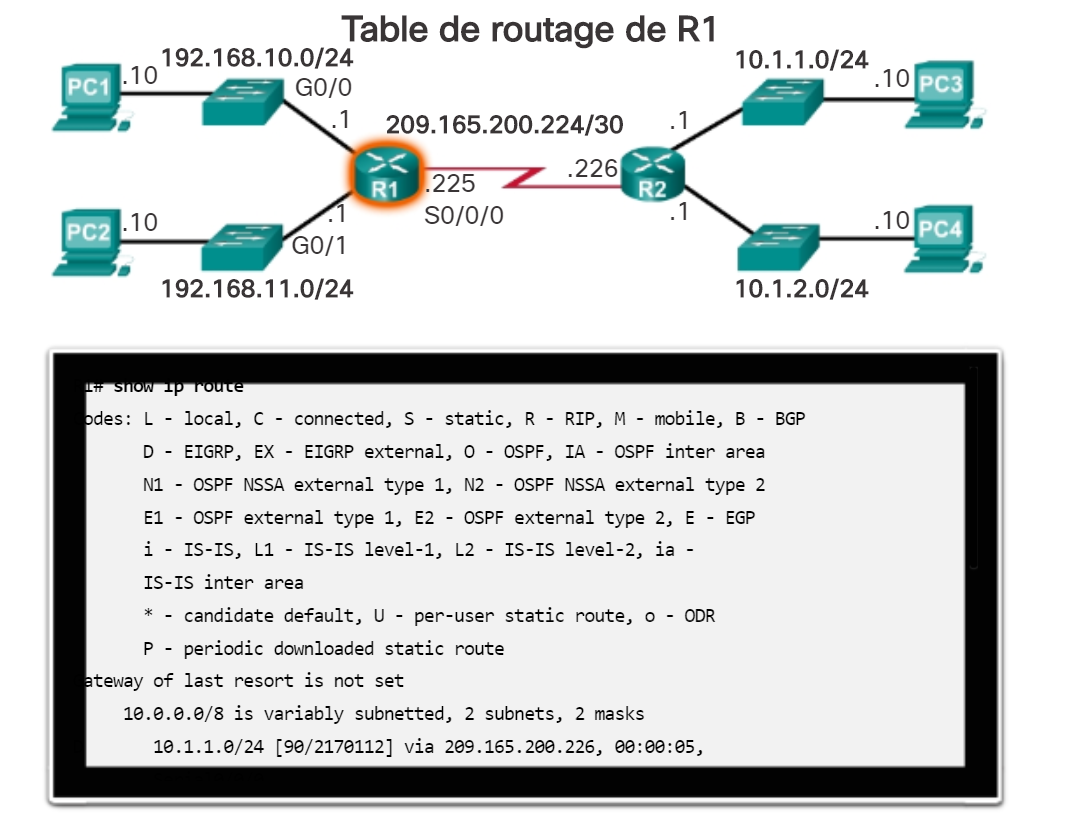 Table de routage de R1
192.168.10.0/24
10.1.1.0/24
PC1
.10
G0/0
.10
PC3
.1
209.165.200.224/30
.1
R1
.225
.226
R2
S0/0/0
PC2
.10
.1
G0/1
.1
.10
PC4
192.168.11.0/24
10.1.2.0/24
1# show ip route
odes: L - local, C - connected, S - static, R - RIP, M - mobile, B - BGP
D - EIGRP, EX - EIGRP external, O - OSPF, IA - OSPF inter area
N1 - OSPF NSSA external type 1, N2 - OSPF NSSA external type 2
E1 - OSPF external type 1, E2 - OSPF external type 2, E - EGP
i - IS-IS, L1 - IS-IS level-1, L2 - IS-IS level-2, ia -
IS-IS inter area
* - candidate default, U - per-user static route, o - ODR
P - periodic downloaded static route
ateway of last resort is not set
10.0.0.0/8 is variably subnetted, 2 subnets, 2 masks
10.1.1.0/24 [90/2170112] via 209.165.200.226, 00:00:05,